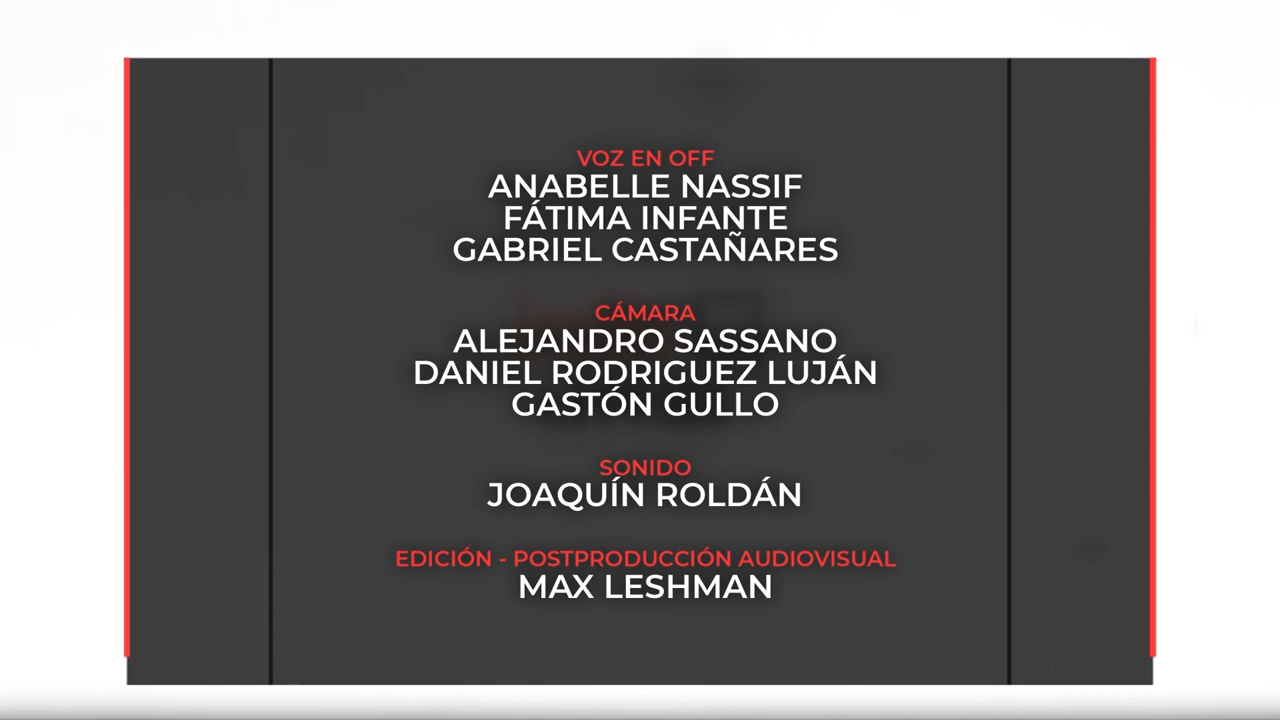 VOZ EN OFF
ANABELLE NASSIF
FÁTIMA INFANTE
GABRIEL CASTAÑARES
CÁMARA
ALEJANDRO SASSANO
DANIEL RODRIGUEZ LUJÁN
GASTÓN GULLO
SONIDO
JOAQUÍN ROLDÁN
EDICIÓN - POSTPRODUCCIÓN AUDIOVISUAL
MAX LESHMAN